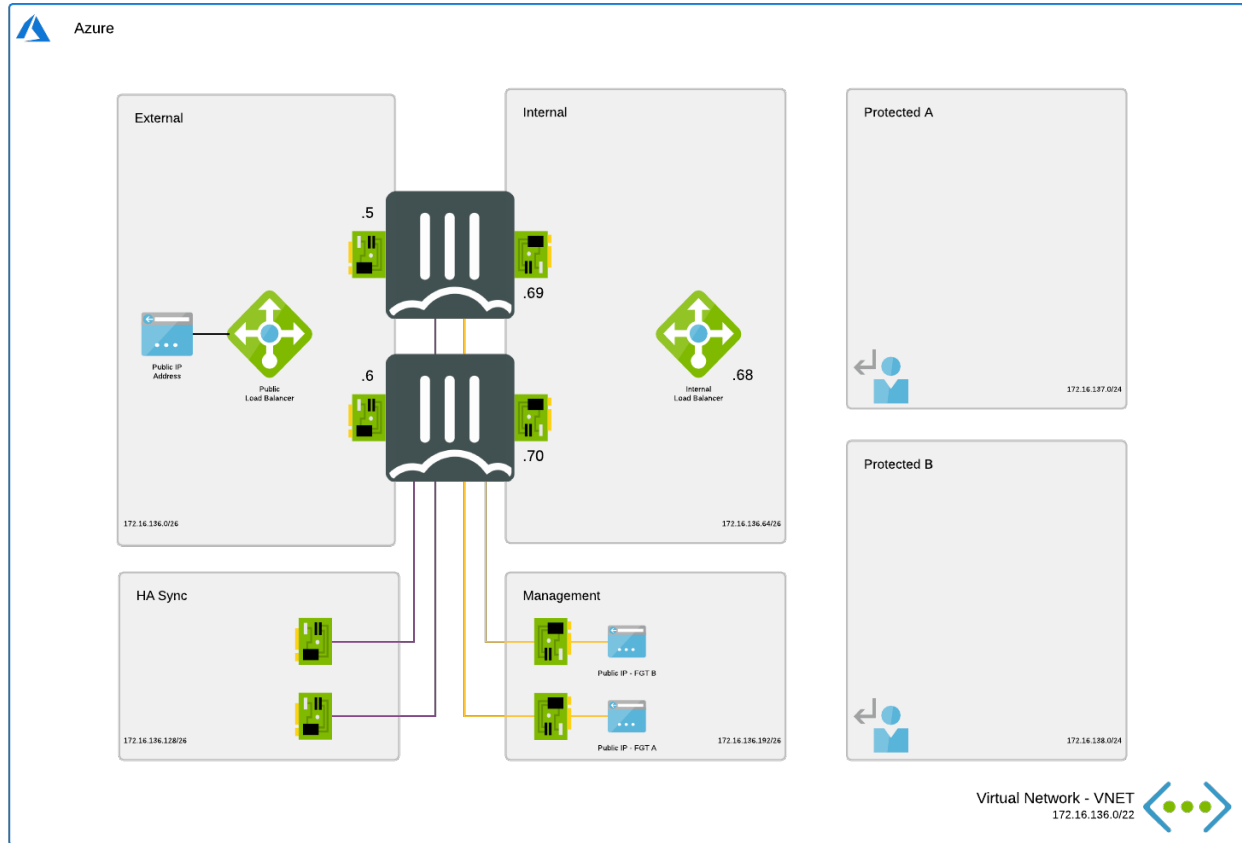 Azure
External
Internal
Protected A
.5
.69
Public IP
Address
Public
Load Balancer
.6
.70
Internal
Load Balancer
.68
172.16.137.0/24
172.16.136.0/26
172.16.136.64/26
Protected B
HA Sync
Management
Public IP - FGT B
Public IP - FGT A
172.16.136.128/26
172.16.136.192/26
172.16.138.0/24
Virtual Network - VNET
172.16.136.0/22